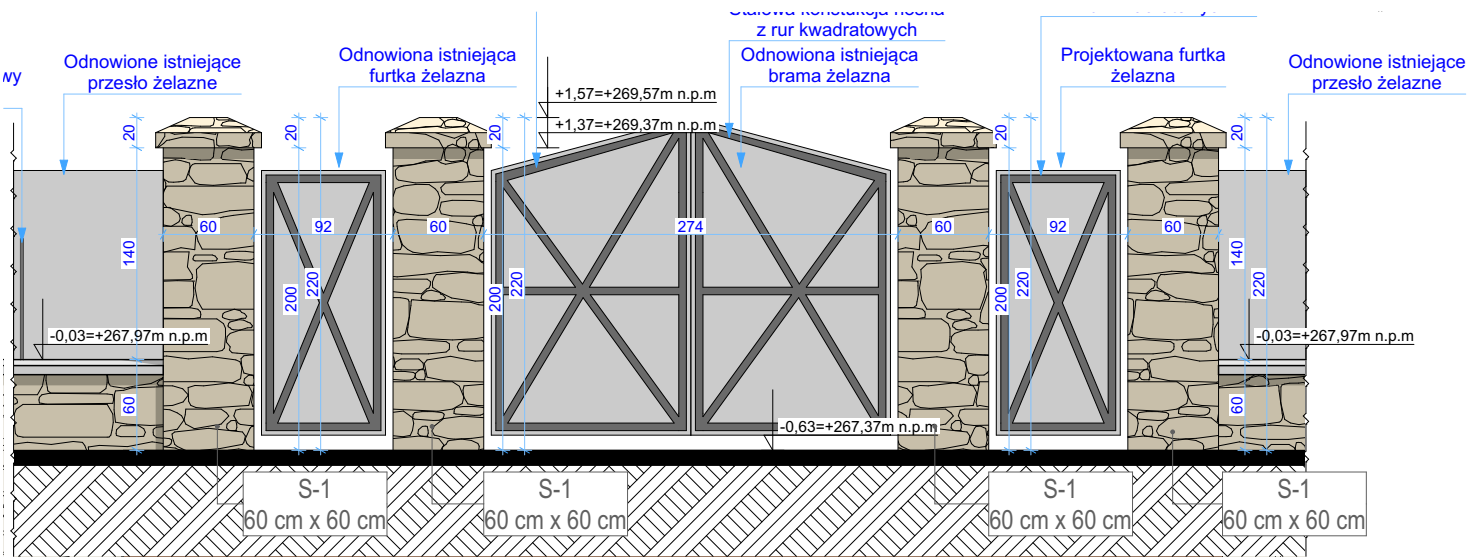 z rur kwadratowych
Odnowione istniejące
przesło żelazne
Odnowiona istniejąca
furtka żelazna
Odnowiona istniejąca
brama żelazna
Projektowana furtka
żelazna
Odnowione istniejące
przesło żelazne
wy
+1,57=+269,57m n.p.m
+1,37=+269,37m n.p.m
20
20
20
20
20
220
220
60
92
60
274
60
92
60
140
200
220
200
220
200
220
140
220
-0,03=+267,97m n.p.m
-0,03=+267,97m n.p.m
60
60
-0,63=+267,37m n.p.m
S-1
60 cm x 60 cm
S-1
60 cm x 60 cm
S-1
60 cm x 60 cm
S-1
60 cm x 60 cm